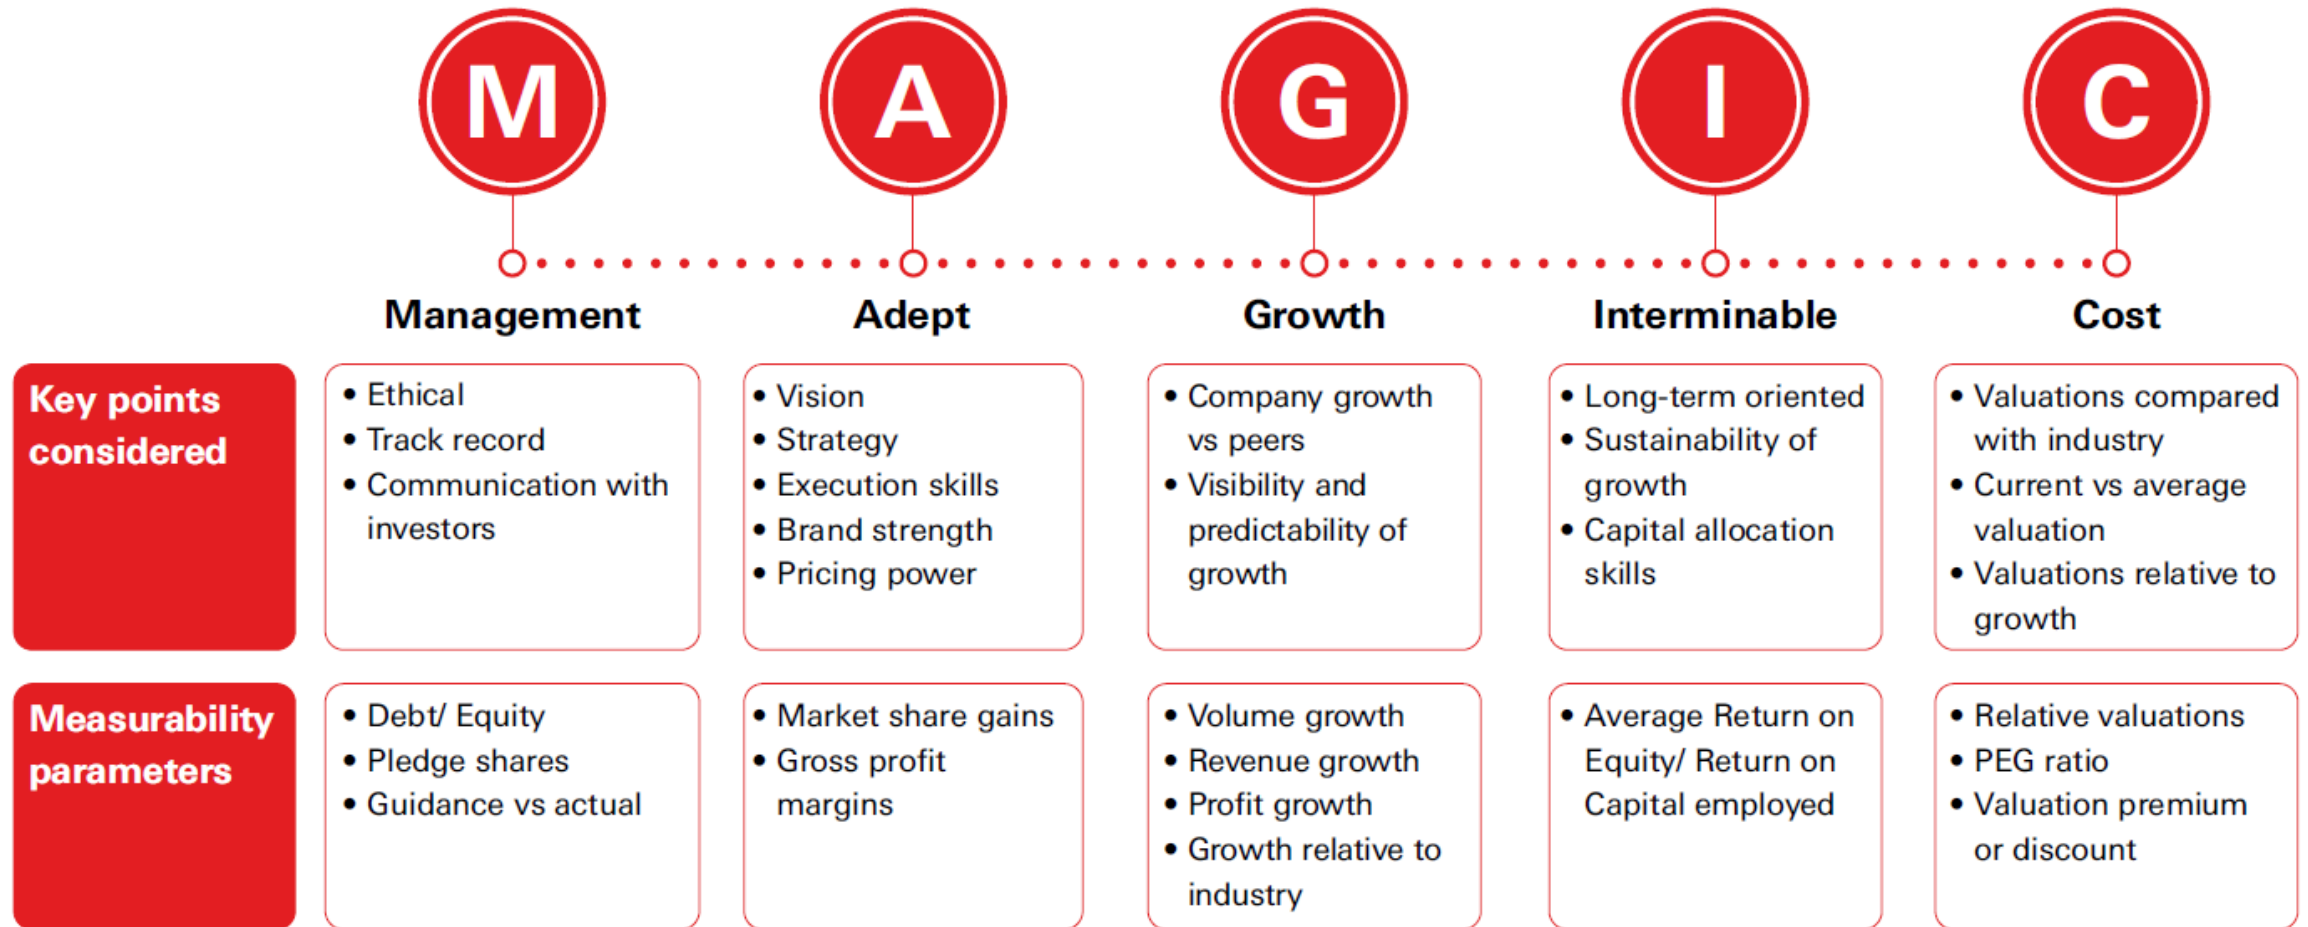 M
A
G
I
C
Management
Adept
Growth
Interminable
Cost
Key points
considered
• Ethical
• Track record
• Communication with
investors
• Vision
• Strategy
• Execution skills
• Brand strength
• Pricing power
• Company growth
vs peers
• Visibility and
predictability of
growth
• Long-term oriented
• Sustainability of
growth
• Capital allocation
skills
• Valuations compared
with industry
• Current vs average
valuation
• Valuations relative to
growth
Measurability
parameters
• Debt/ Equity
• Pledge shares
• Guidance vs actual
• Market share gains
• Gross profit
margins
• Volume growth
• Revenue growth
• Profit growth
• Growth relative to
industry
• Average Return on
Equity/ Return on
Capital employed
• Relative valuations
• PEG ratio
• Valuation premium
or discount